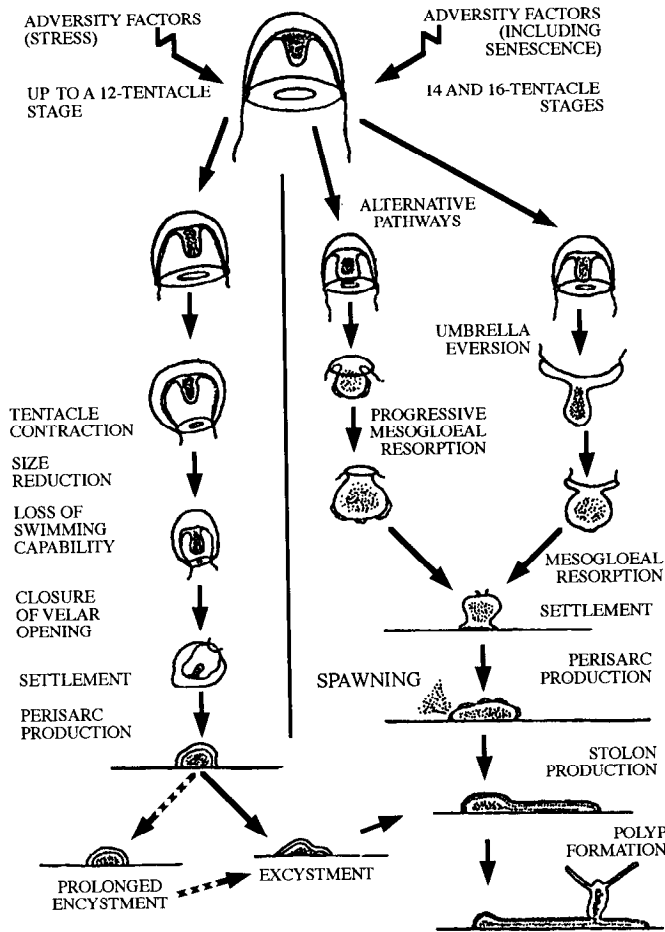 ADVERSITY FACTORS
(STRESS)
ADVERSITY FACTORS
(INCLUDING
SENESCENCE)
UP TO A 12-TENTACLE
STAGE
14 AND 16-TENTACLE
STAGES
ALTERNATIVE
PATHWAYS
UMBRELLA
EVERSION
TENTACLE
CONTRACTION
PROGRESSIVE
MESOGLOEAL
RESORPTION
SIZE
REDUCTION
LOSS OF
SWIMMING
CAPABILITY
MESOGLOEAL
RESORPTION
CLOSURE
OF VELAR
OPENING
SETTLEMENT
SETTLEMENT
SPAWNING
PERISARC
PRODUCTION
PERISARC
PRODUCTION
STOLON
PRODUCTION
POLYP
FORMATION
PROLONGED
ENCYSTMENT
EXCYSTMENT